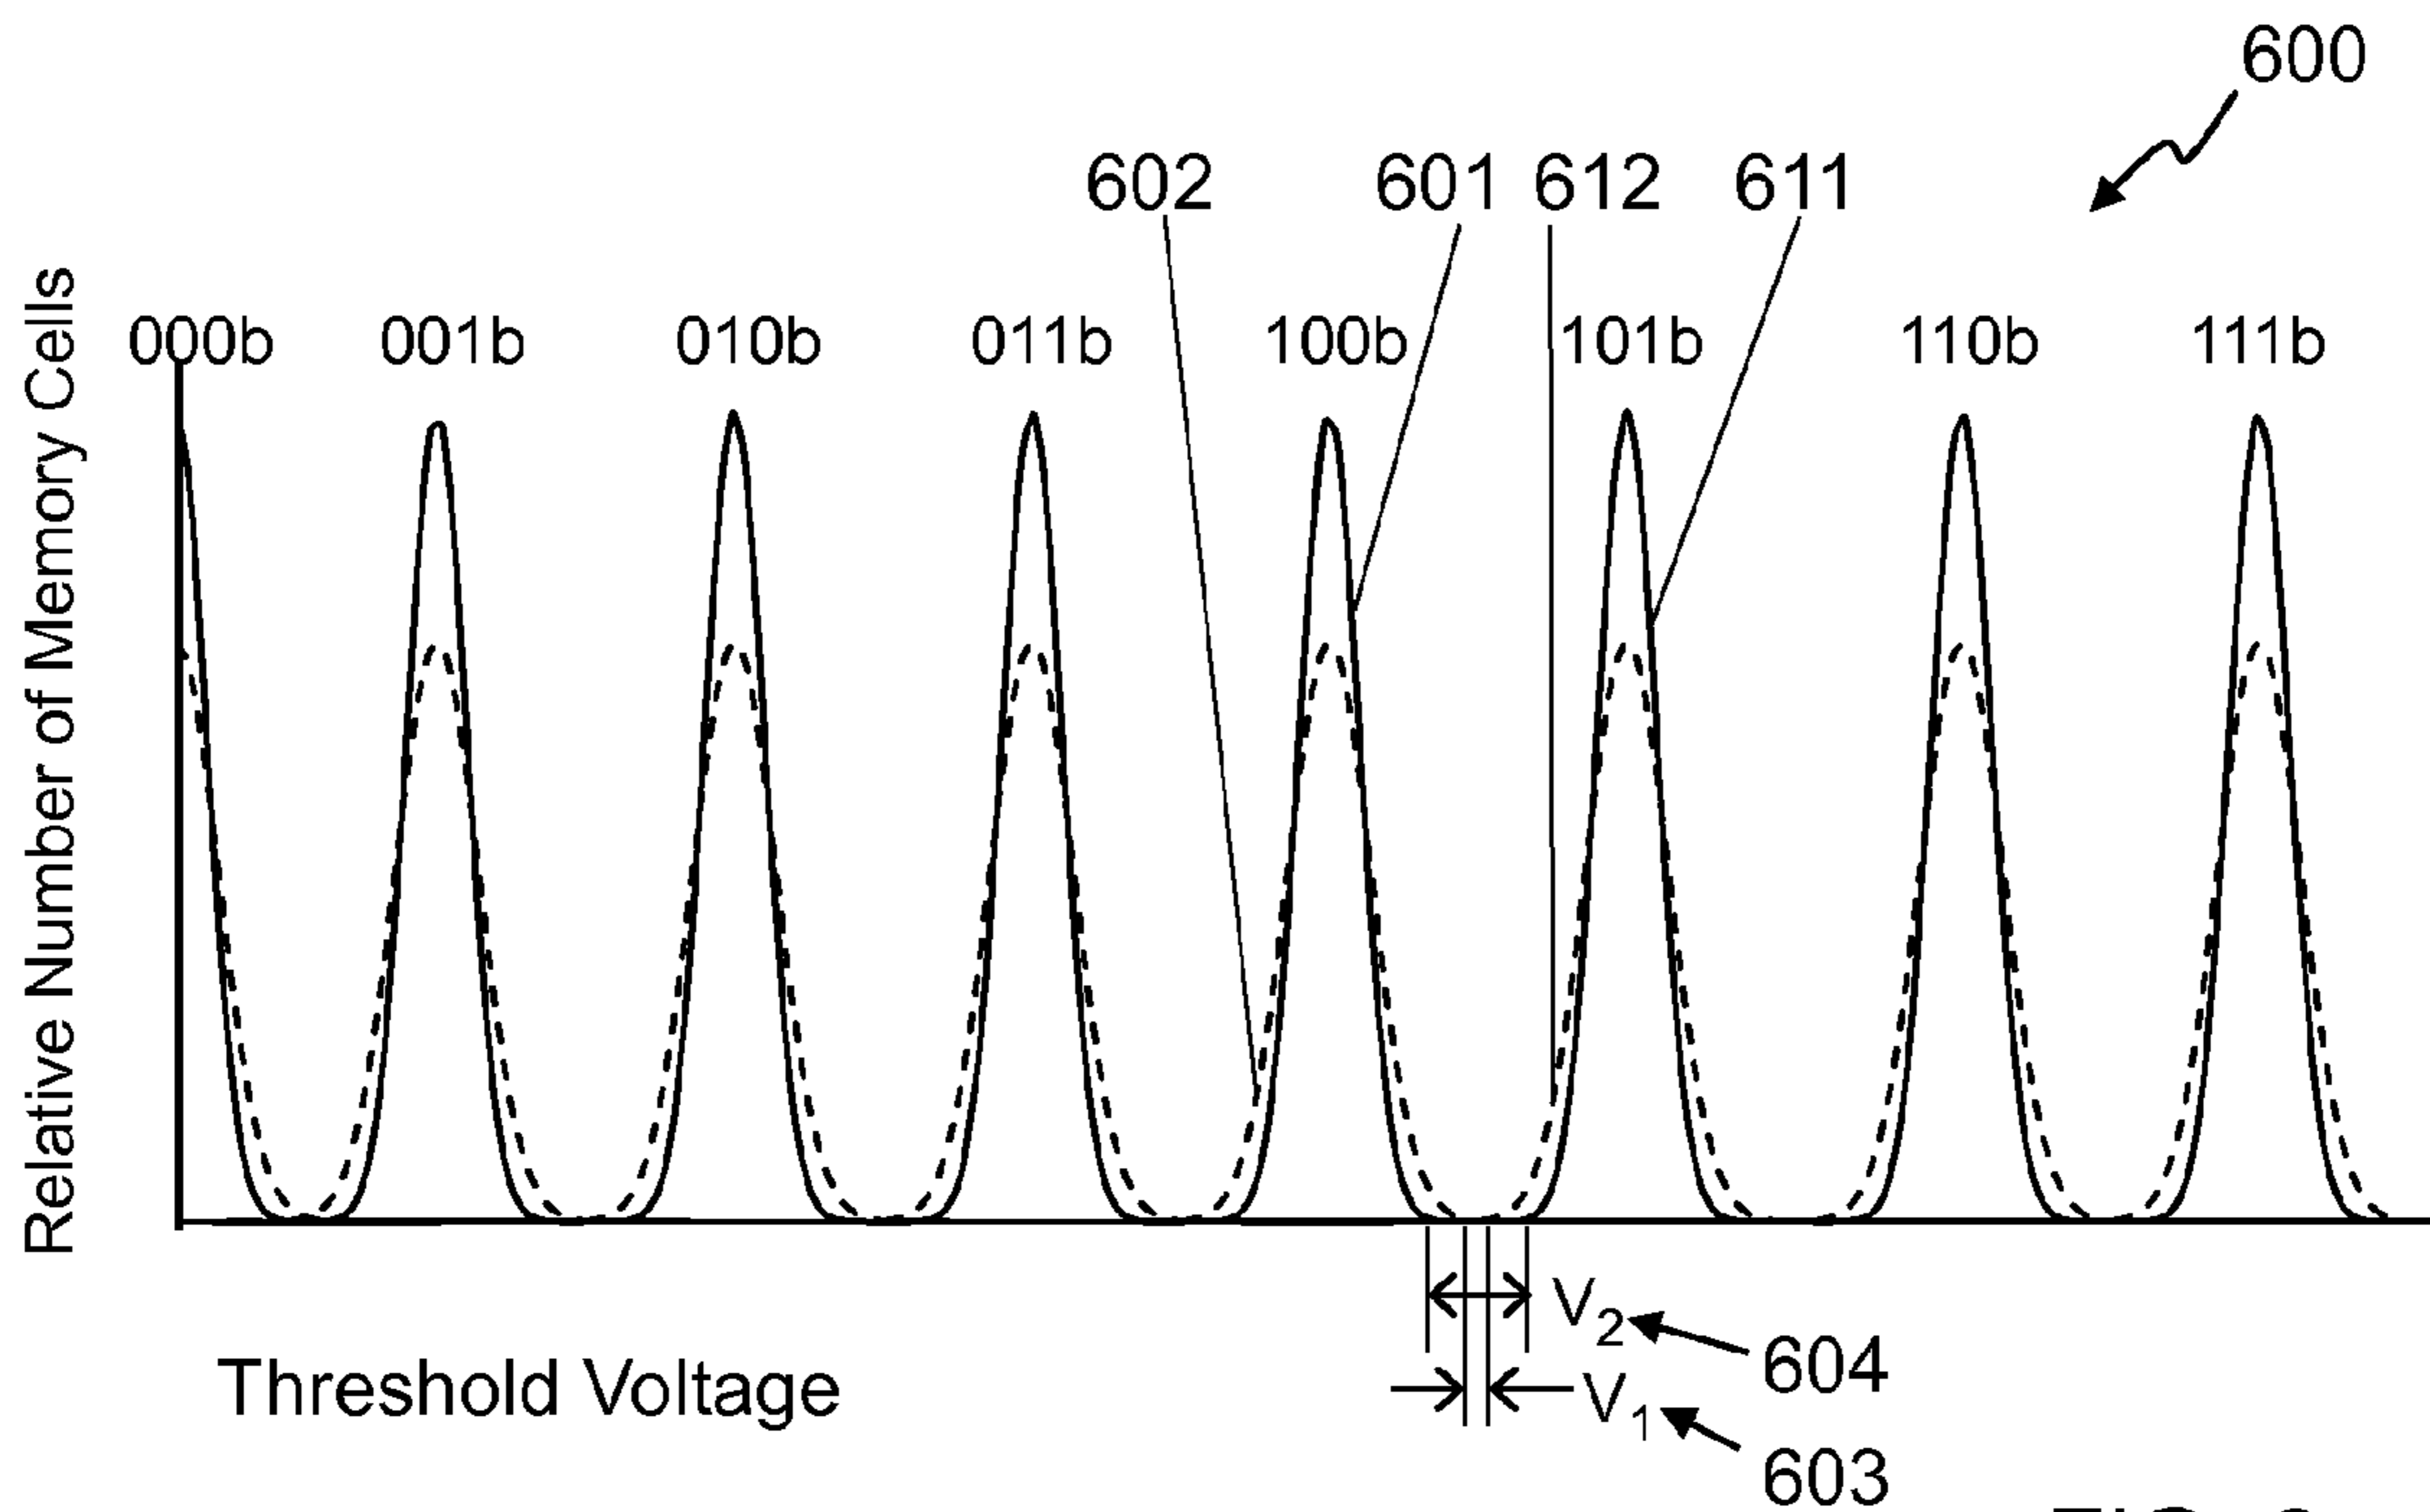 600
602 601 612 611
000b 001b 010b 011b 100b 101b 110b 111b
Relative Number of Memory Cells
V2
604
Threshold Voltage
V1
603